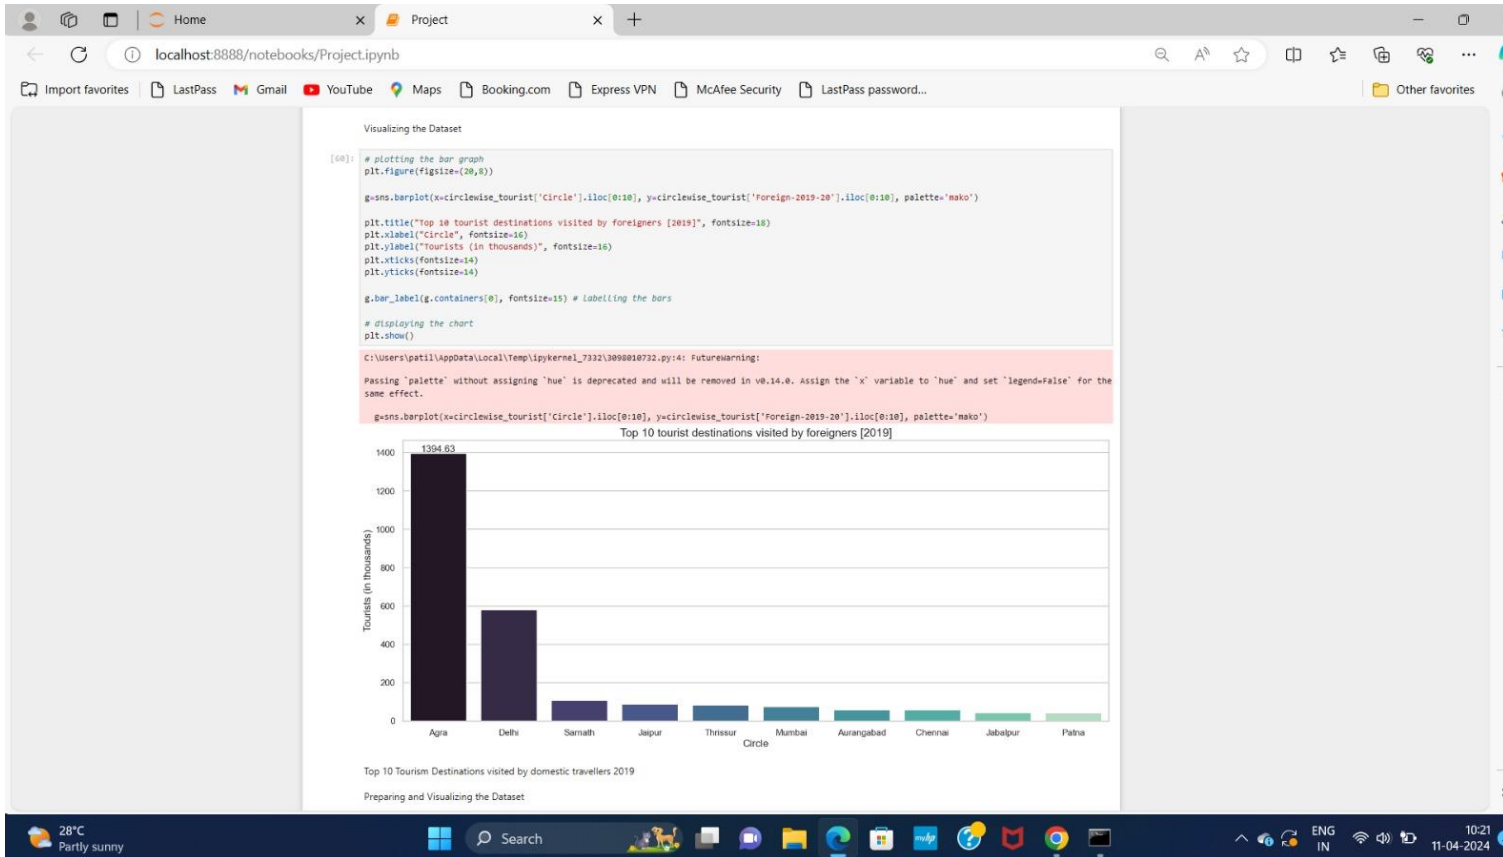 Home
Project
localhost:8888/notebooks/Project.ipynb
Import favorites LastPass Gmail YouTube Maps Booking.com Express VPN McAfee Security LastPass password... Other favorites
Visualizing the Dataset
[60]:
# plotting the bar graph
plt.figure(figsize=(20,8))
g=sns.barplot(x=circlewise_tourist['Circle'].iloc[0:10], y=circlewise_tourist['Foreign-2019-20'].iloc[0:10], palette='mako')
plt.title("Top 10 tourist destinations visited by foreigners [2019]", fontsize=18)
plt.xlabel("Circle", fontsize=16)
plt.ylabel("Tourists (in thousands)", fontsize=16)
plt.xticks(fontsize=14)
plt.yticks(fontsize=14)
g.bar_label(g.containers[0], fontsize=15) # labelling the bars
# displaying the chart
plt.show()
C:\Users\patil\AppData\Local\Temp\ipykernel_7332\3098010732.py:4: FutureWarning:
Passing `palette` without assigning `hue` is deprecated and will be removed in v0.14.0. Assign the `x` variable to `hue` and set `legend=False` for the
same effect.
g=sns.barplot(x=circlewise_tourist['Circle'].iloc[0:10], y=circlewise_tourist['Foreign-2019-20'].iloc[0:10], palette='mako')
Top 10 tourist destinations visited by foreigners [2019]
1394.63
1400
1200
1000
800
600
400
200
0
Tourists (in thousands)
Agra Delhi Sarnath Jaipur Thrissur Mumbai Aurangabad Chennai Jabalpur Patna
Circle
Top 10 Tourism Destinations visited by domestic travellers 2019
Preparing and Visualizing the Dataset
28°C
Partly sunny
Search
myhp
ENG
IN
10:21
11-04-2024